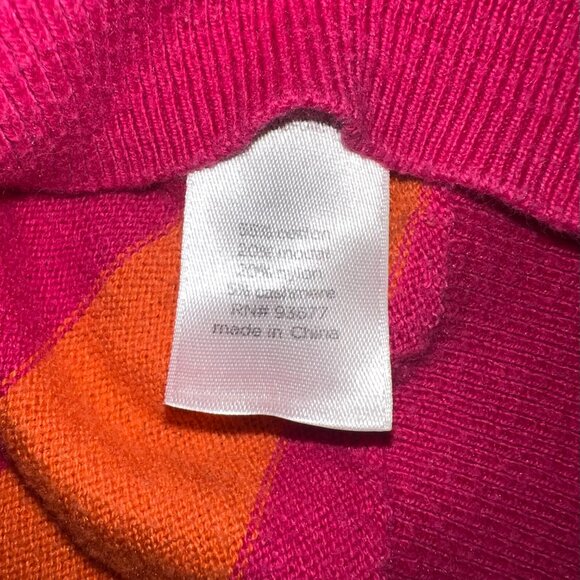 55% cotton
20% modal
20% nylon
5% cashmere
RN# 93677
made in China